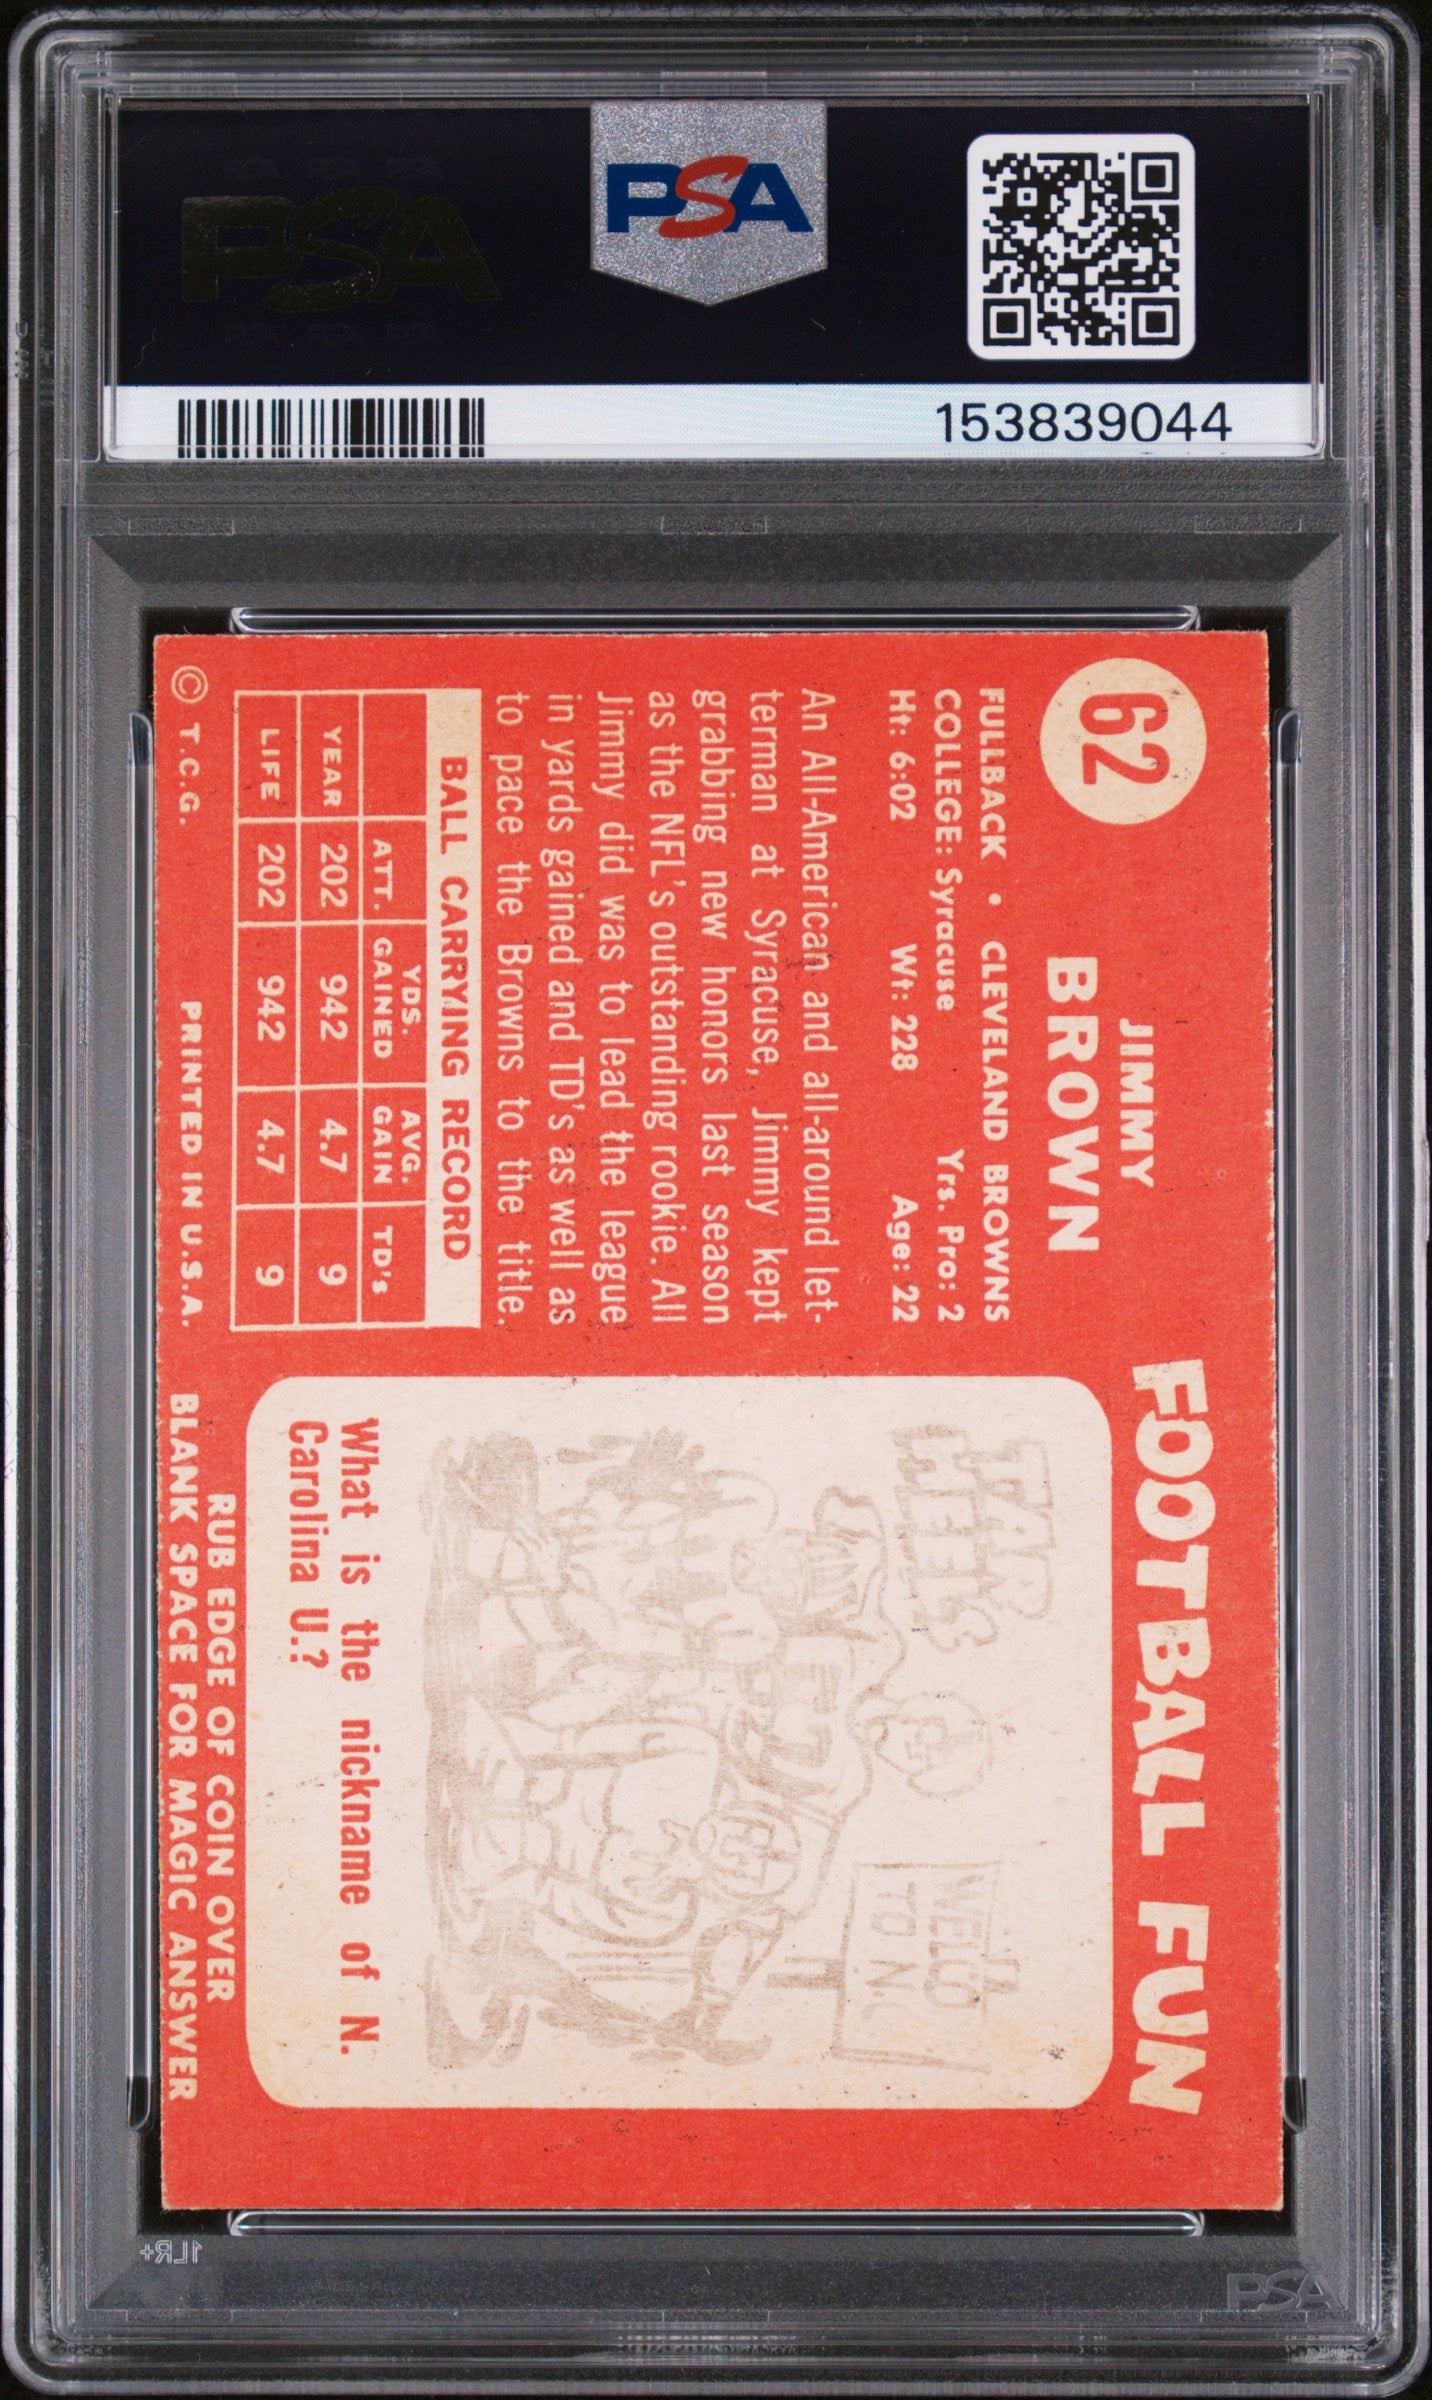 PSA
PSA
153839044
62
JIMMY
BROWN
FULLBACK • CLEVELAND BROWNS
COLLEGE: Syracuse Yrs. Pro: 2
Ht: 6:02 Wt: 228 Age: 22
An All-American and all-around let-
terman at Syracuse, Jimmy kept
grabbing new honors last season
as the NFL's outstanding rookie. All
Jimmy did was to lead the league
in yards gained and TD's as well as
to pace the Browns to the title.
BALL CARRYING RECORD
ATT. YDS. GAINED AVG. GAIN TD's
YEAR 202 942 4.7 9
LIFE 202 942 4.7 9
© T.C.G. PRINTED IN U.S.A.
FOOTBALL FUN
TAR
HEELS
WELCO
TO N.C
What is the nickname of N.
Carolina U.?
RUB EDGE OF COIN OVER
BLANK SPACE FOR MAGIC ANSWER
1LR+
PSA